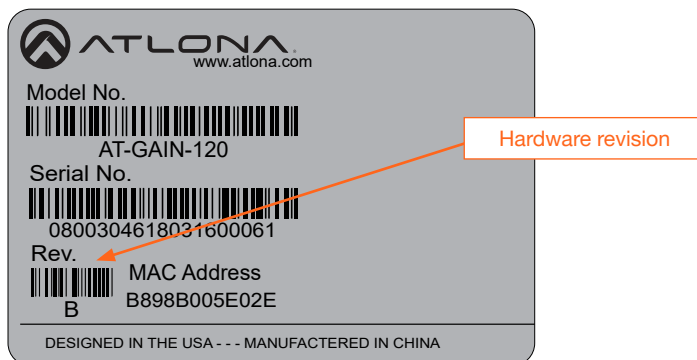 ATLONA.
www.atlona.com
Model No.
AT-GAIN-120
Hardware revision
Serial No.
0800304618031600061
Rev.
MAC Address
B
B898B005E02E
DESIGNED IN THE USA - - - MANUFACTERED IN CHINA